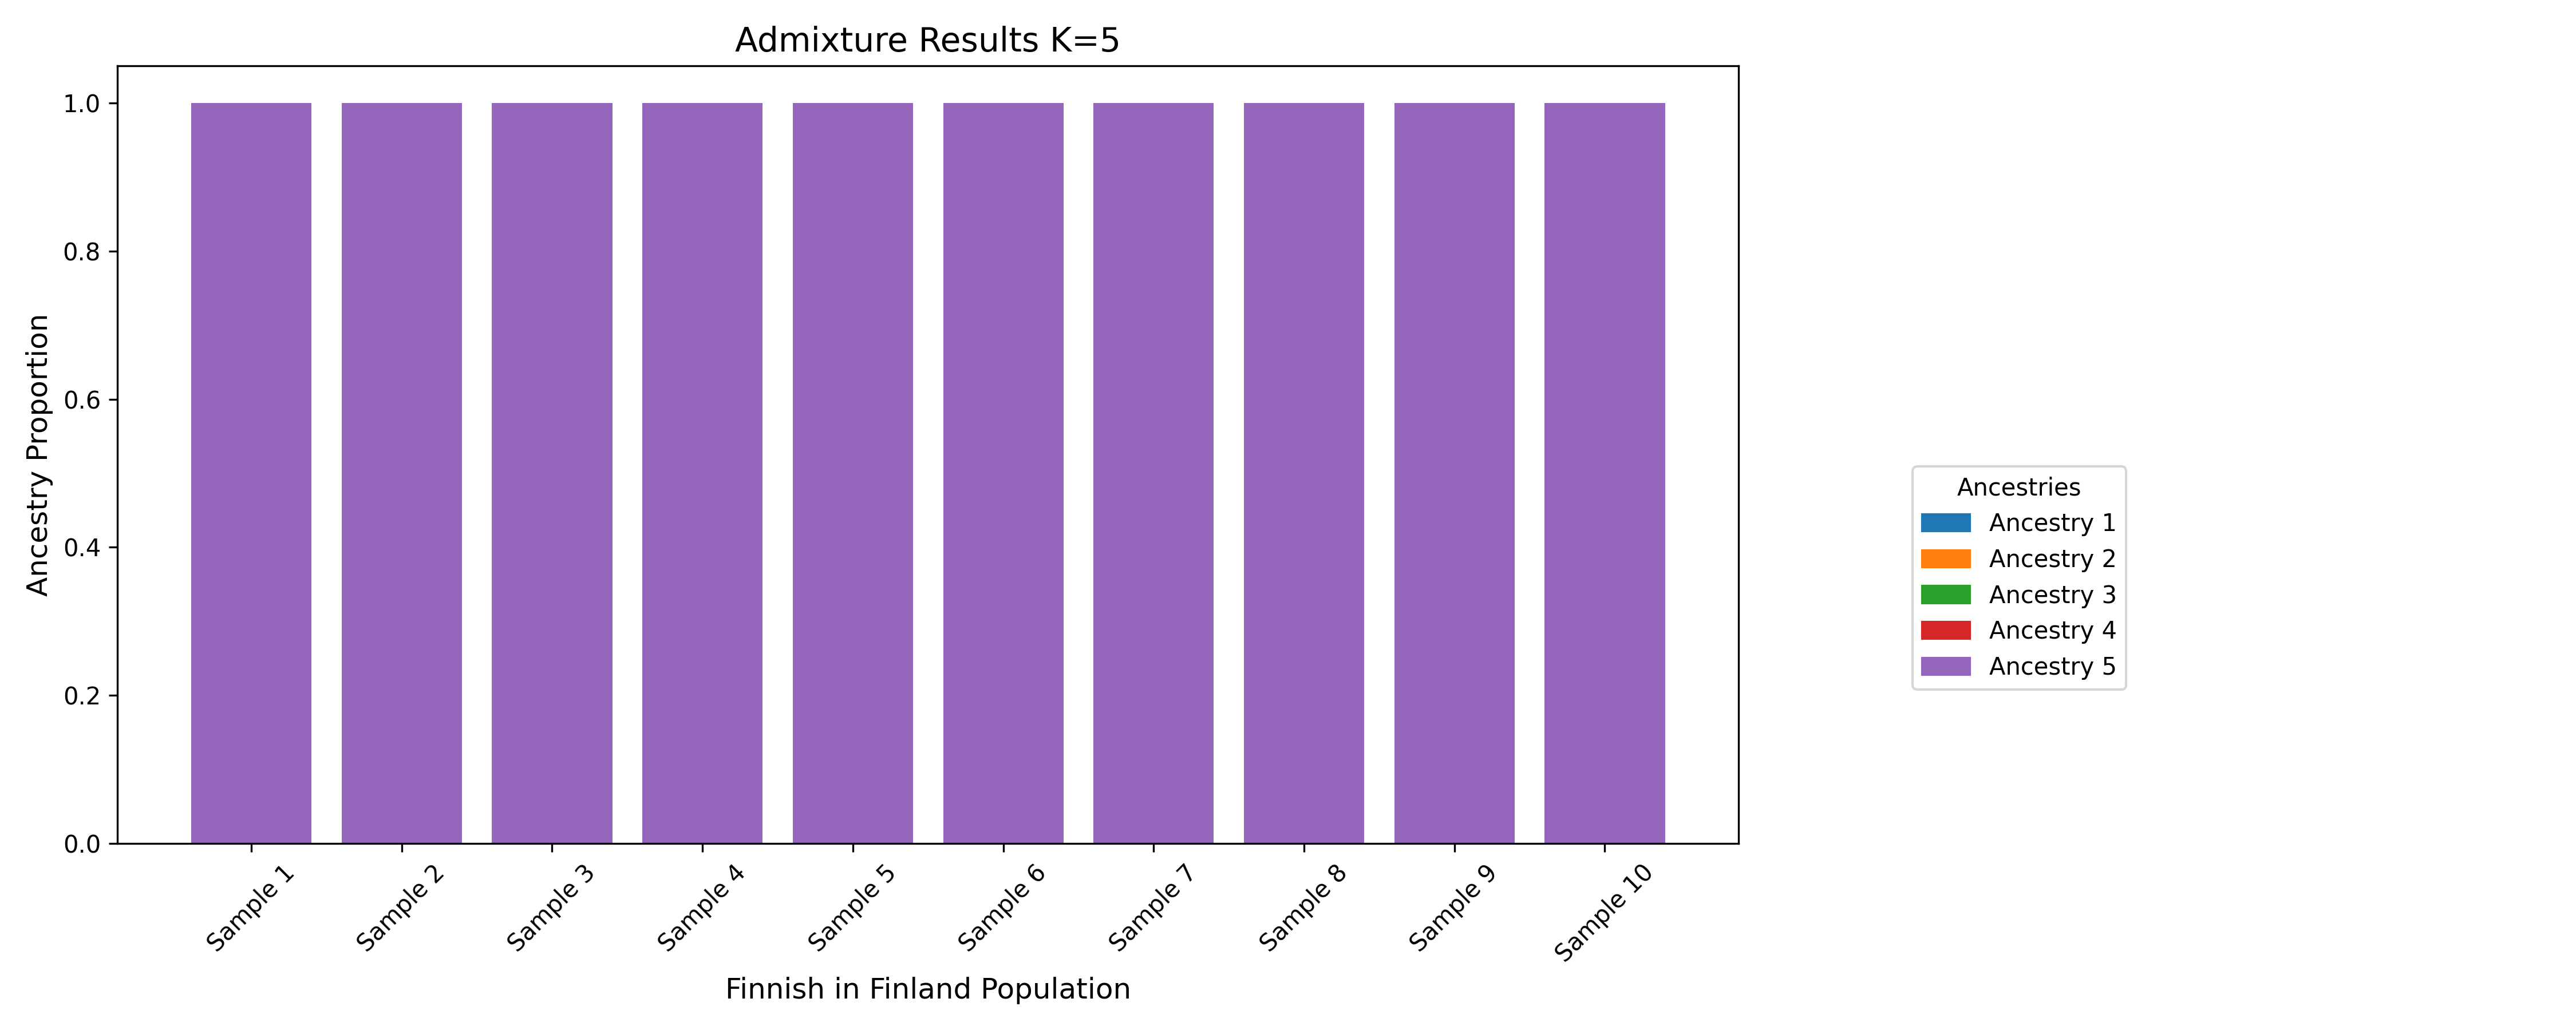 Admixture Results K=5
Ancestry Proportion
1.0
0.8
0.6
0.4
0.2
0.0
Sample 1
Sample 2
Sample 3
Sample 4
Sample 5
Sample 6
Sample 7
Sample 8
Sample 9
Sample 10
Finnish in Finland Population
Ancestries
Ancestry 1
Ancestry 2
Ancestry 3
Ancestry 4
Ancestry 5